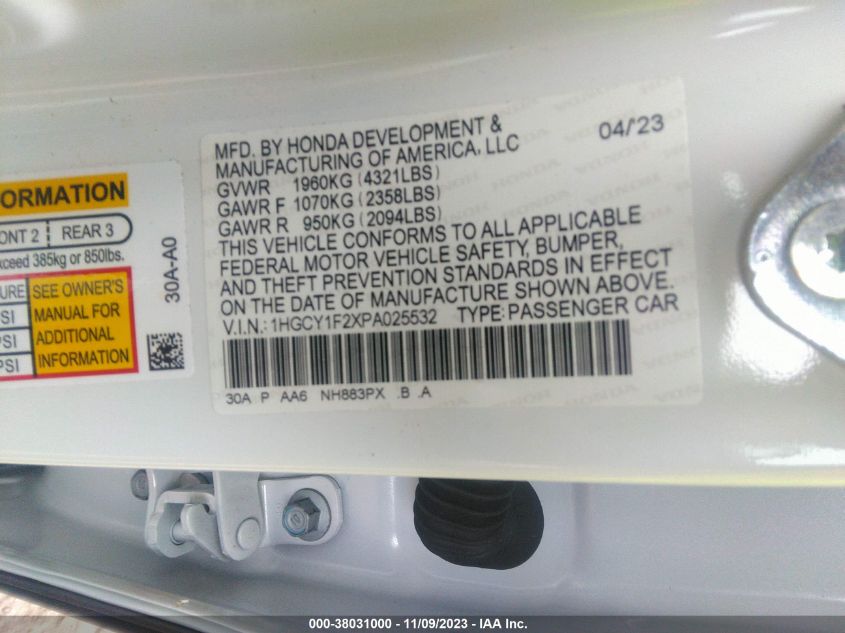 ORMATION
ONT 2 REAR 3
xceed 385kg or 850lbs.
URE SEE OWNER'S
PSI MANUAL FOR
PSI ADDITIONAL
PSI INFORMATION
30A-A0
MFD. BY HONDA DEVELOPMENT & 04/'23
MANUFACTURING OF AMERICA, LLC
GVWR 1960KG (4321LBS)
GAWR F 1070KG (2358LBS)
GAWR R 950KG (2094LBS)
THIS VEHICLE CONFORMS TO ALL APPLICABLE
FEDERAL MOTOR VEHICLE SAFETY, BUMPER,
AND THEFT PREVENTION STANDARDS IN EFFECT
ON THE DATE OF MANUFACTURE SHOWN ABOVE.
V.I.N.: 1HGCY1F2XPA025532 TYPE: PASSENGER CAR
30A P AA6 NH883PX .B .A
000-38031000 - 11/09/2023 - IAA Inc.